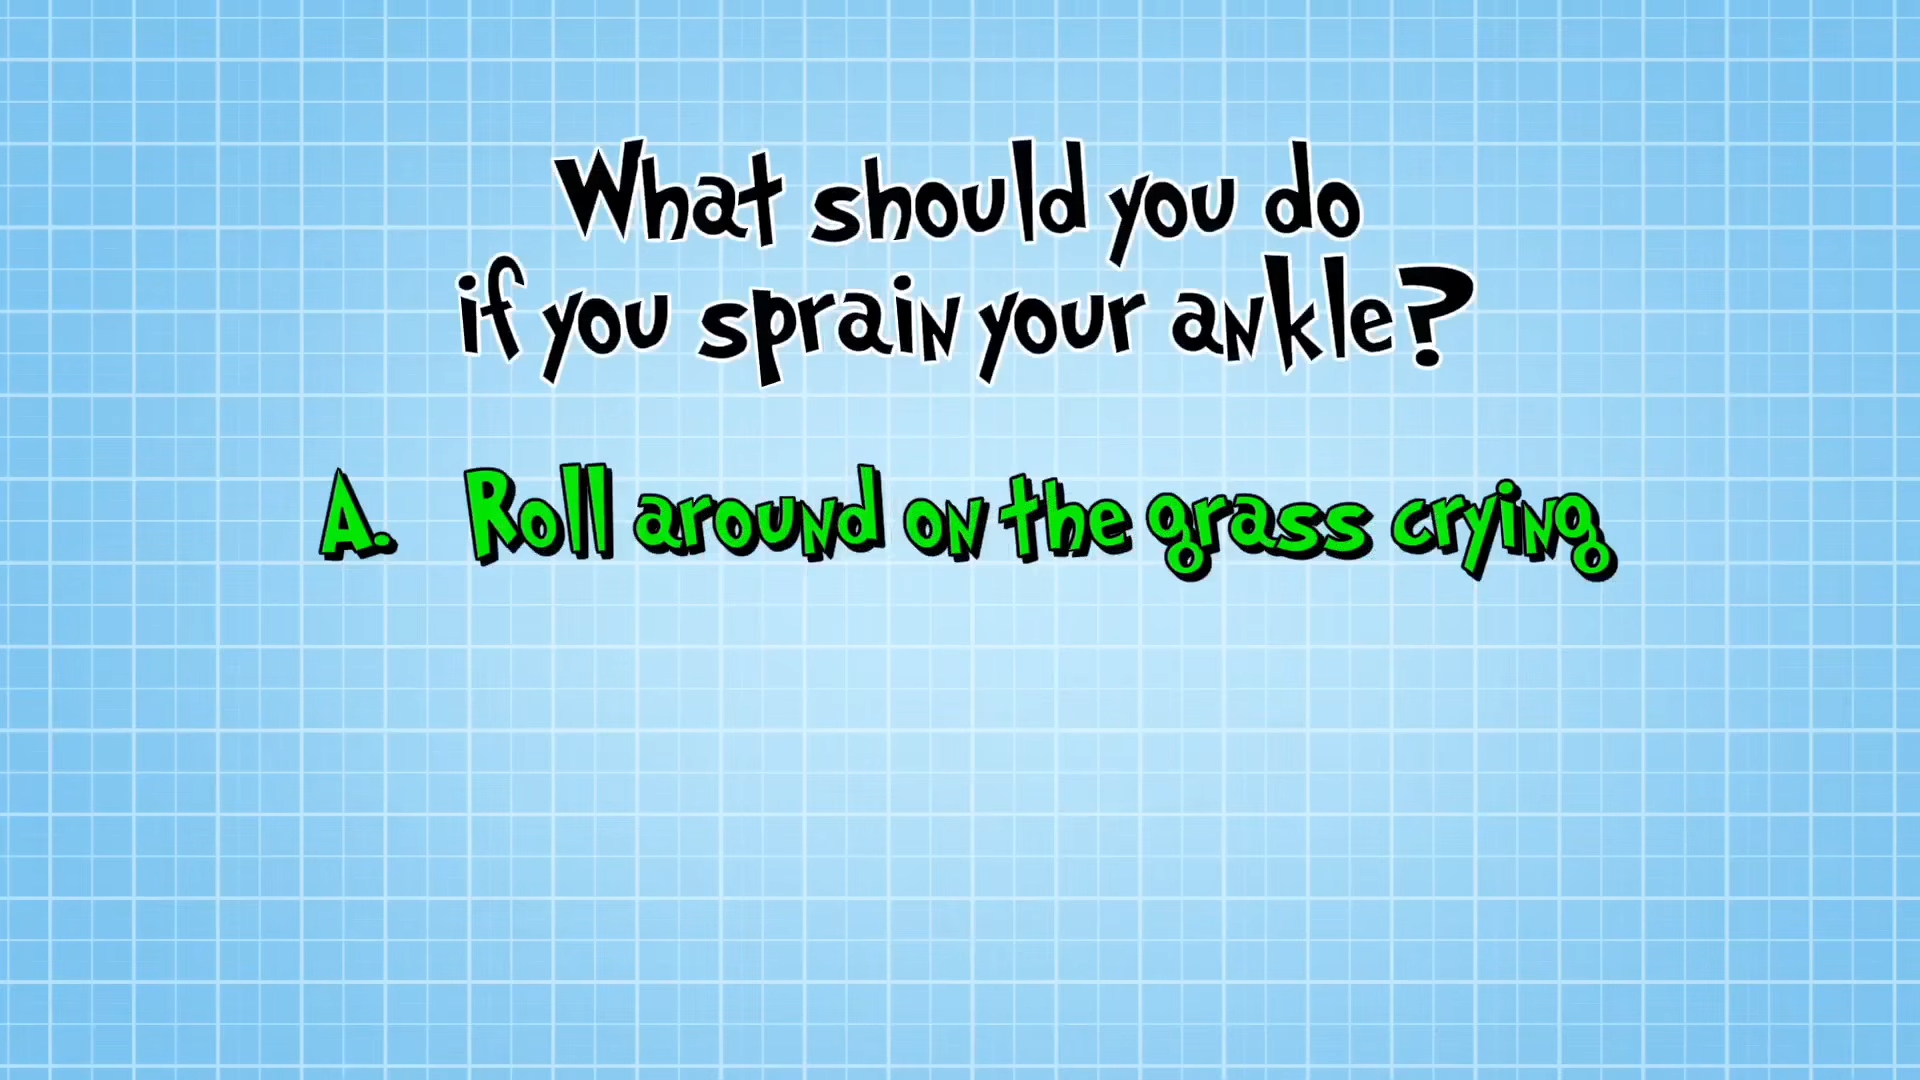 What should you do
if you sprain your ankle?
A. Roll around on the grass crying